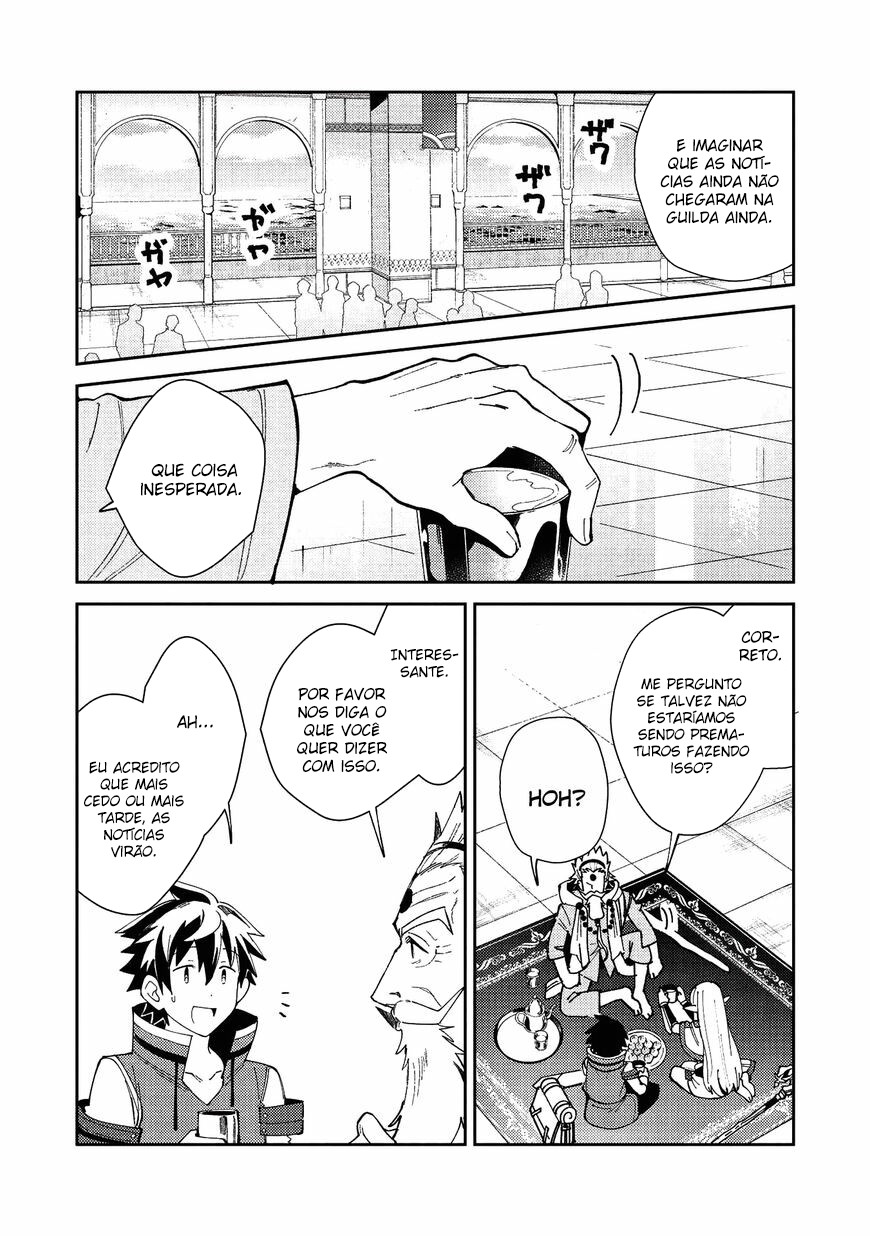 E IMAGINAR
QUE AS NOTÍ-
CIAS AINDA NÃO
CHEGARAM NA
GUILDA AINDA.
ザワ
ザワ
ガヤ
ガヤ
QUE COISA
INESPERADA.
COR-
RETO.
ME PERGUNTO
SE TALVEZ NÃO
ESTARÍAMOS
SENDO PREMA-
TUROS FAZENDO
ISSO?
HOH?
INTERES-
SANTE.
POR FAVOR
NOS DIGA O
QUE VOCÊ
QUER DIZER
COM ISSO.
AH...
EU ACREDITO
QUE MAIS
CEDO OU MAIS
TARDE, AS
NOTÍCIAS
VIRÃO.